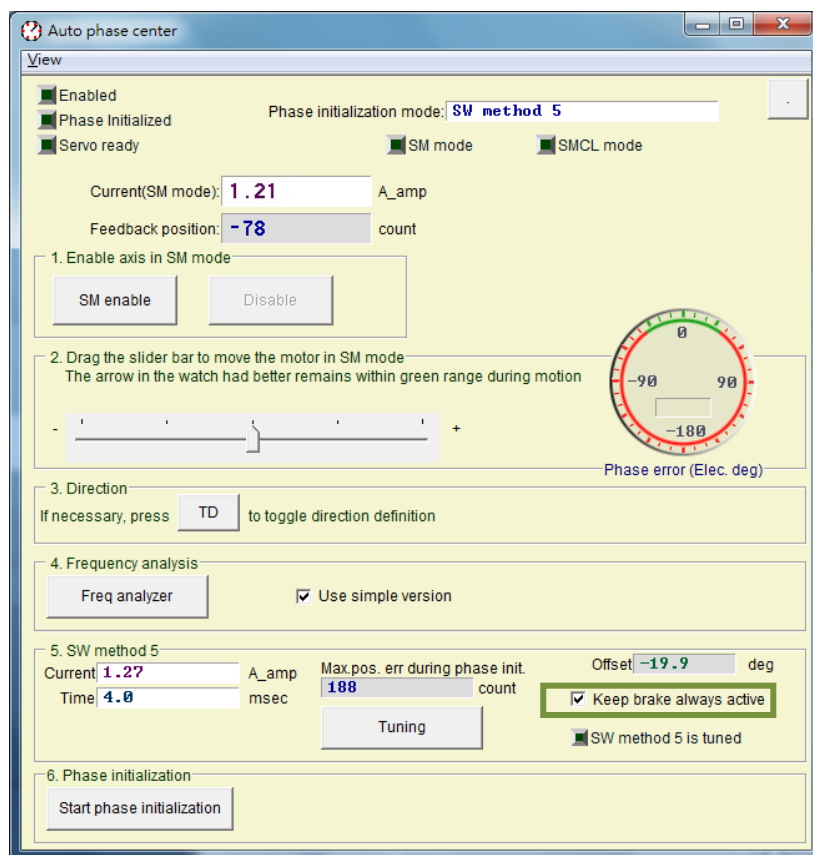 Auto phase center
View
Enabled
Phase Initialized
Servo ready
Phase initialization mode: SW method 5
.
SM mode
SMCL mode
Current(SM mode): 1.21 A_amp
Feedback position: -78 count
1. Enable axis in SM mode
SM enable
Disable
2. Drag the slider bar to move the motor in SM mode
The arrow in the watch had better remains within green range during motion
- +
0
-90 90
-180
Phase error (Elec. deg)
3. Direction
If necessary, press TD to toggle direction definition
4. Frequency analysis
Freq analyzer
Use simple version
5. SW method 5
Current 1.27 A_amp
Time 4.0 msec
Max.pos. err during phase init.
188 count
Tuning
Offset -19.9 deg
Keep brake always active
SW method 5 is tuned
6. Phase initialization
Start phase initialization